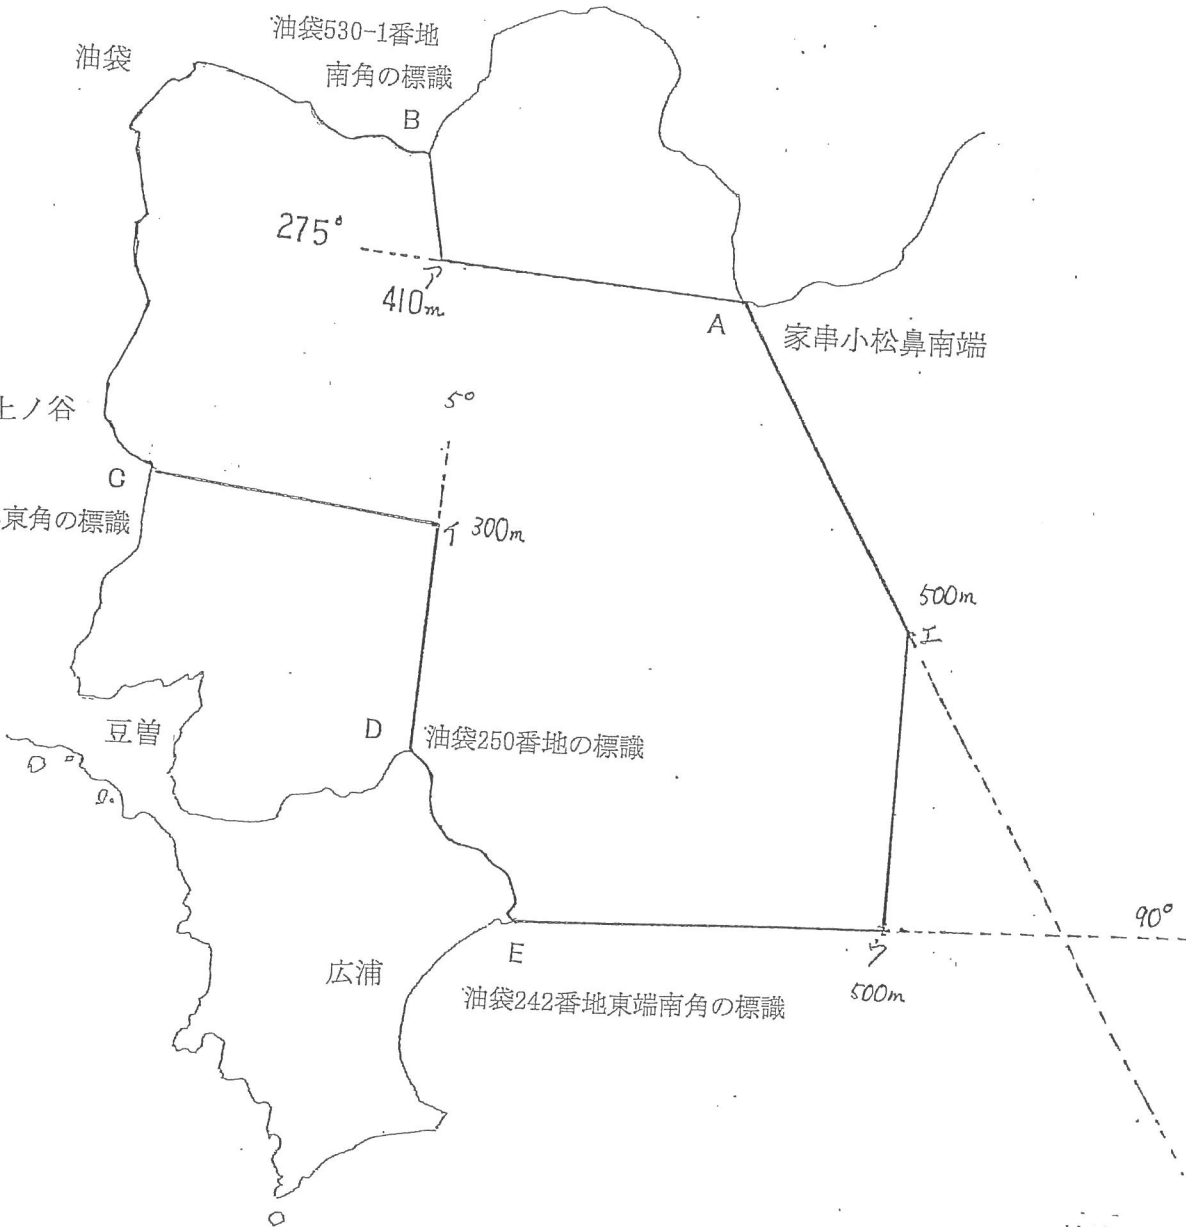 油袋530-1番地
南角の標識
油袋
B
275°
ア
410m
A
家串小松鼻南端
5°
上ノ谷
C
東角の標識
イ 300m
500m
エ
豆曽
D
油袋250番地の標識
90°
ウ
500m
E
広浦
油袋242番地東端南角の標識